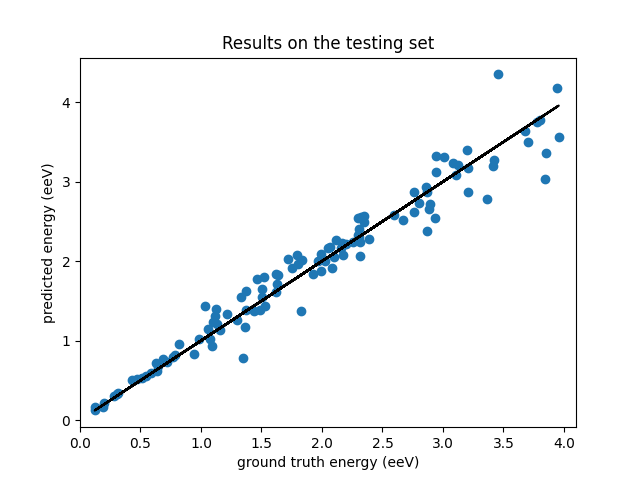 Results on the testing set
predicted energy (eeV)
4
3
2
1
0
0.0 0.5 1.0 1.5 2.0 2.5 3.0 3.5 4.0
ground truth energy (eeV)